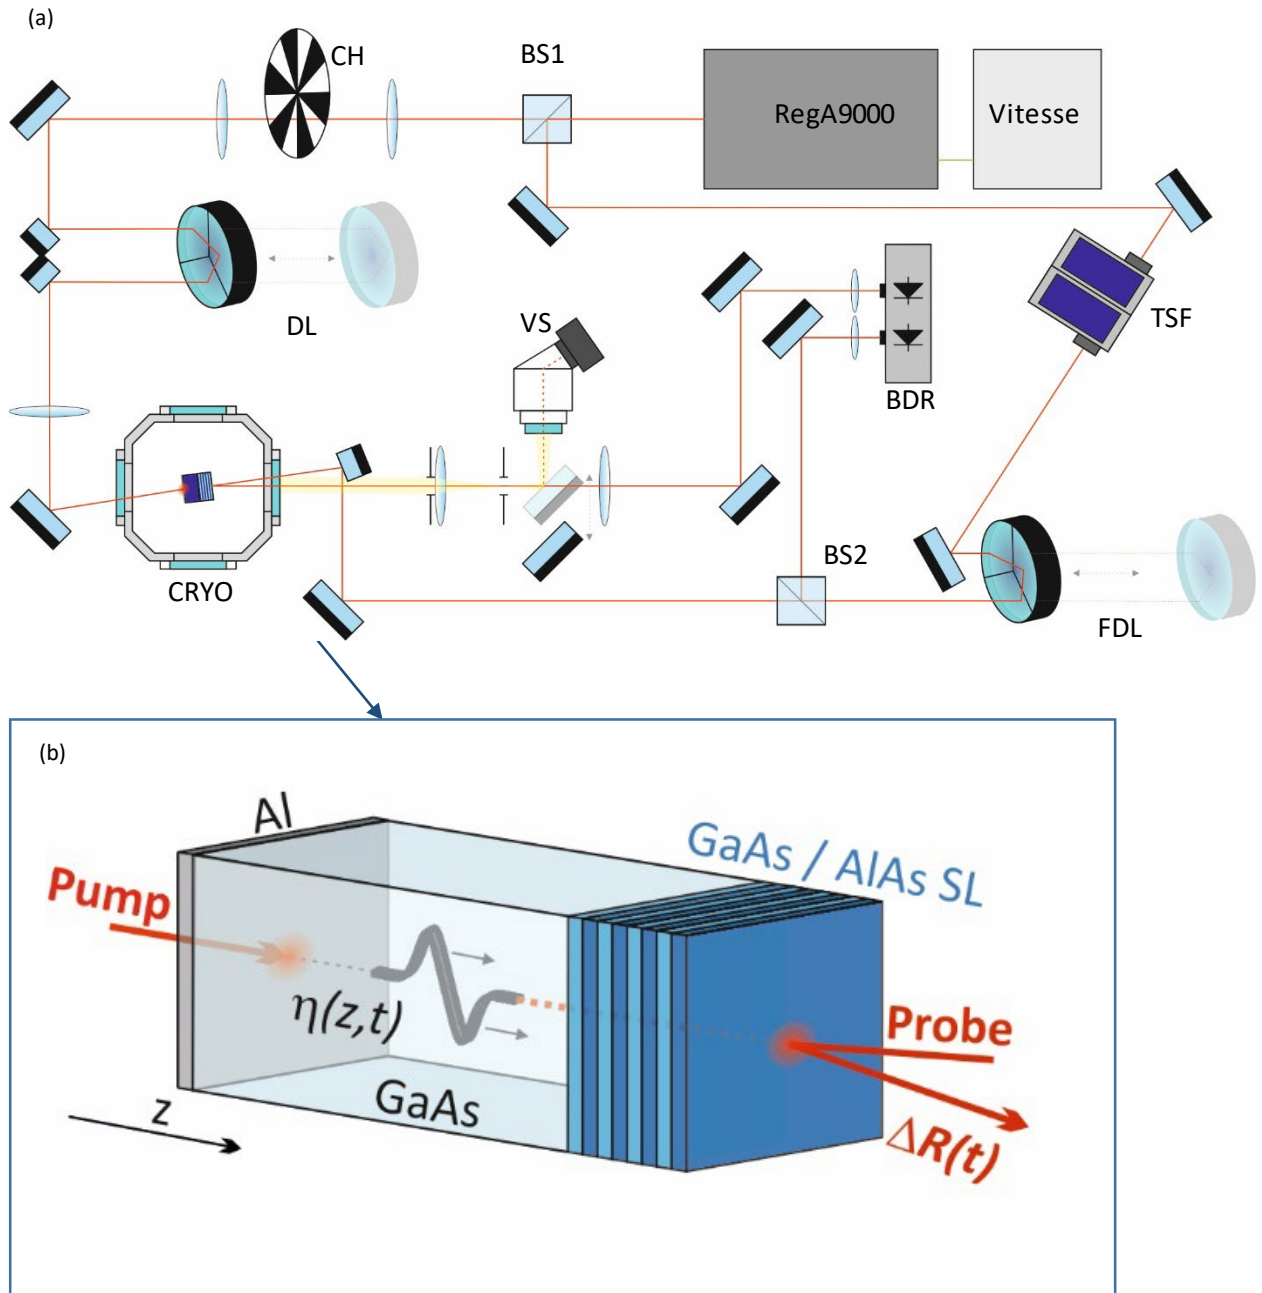 (a)
CH
BS1
RegA9000
Vitesse
DL
VS
TSF
BDR
CRYO
BS2
FDL
(b)
Al
GaAs / AlAs SL
Pump
η(z,t)
Probe
GaAs
z
ΔR(t)